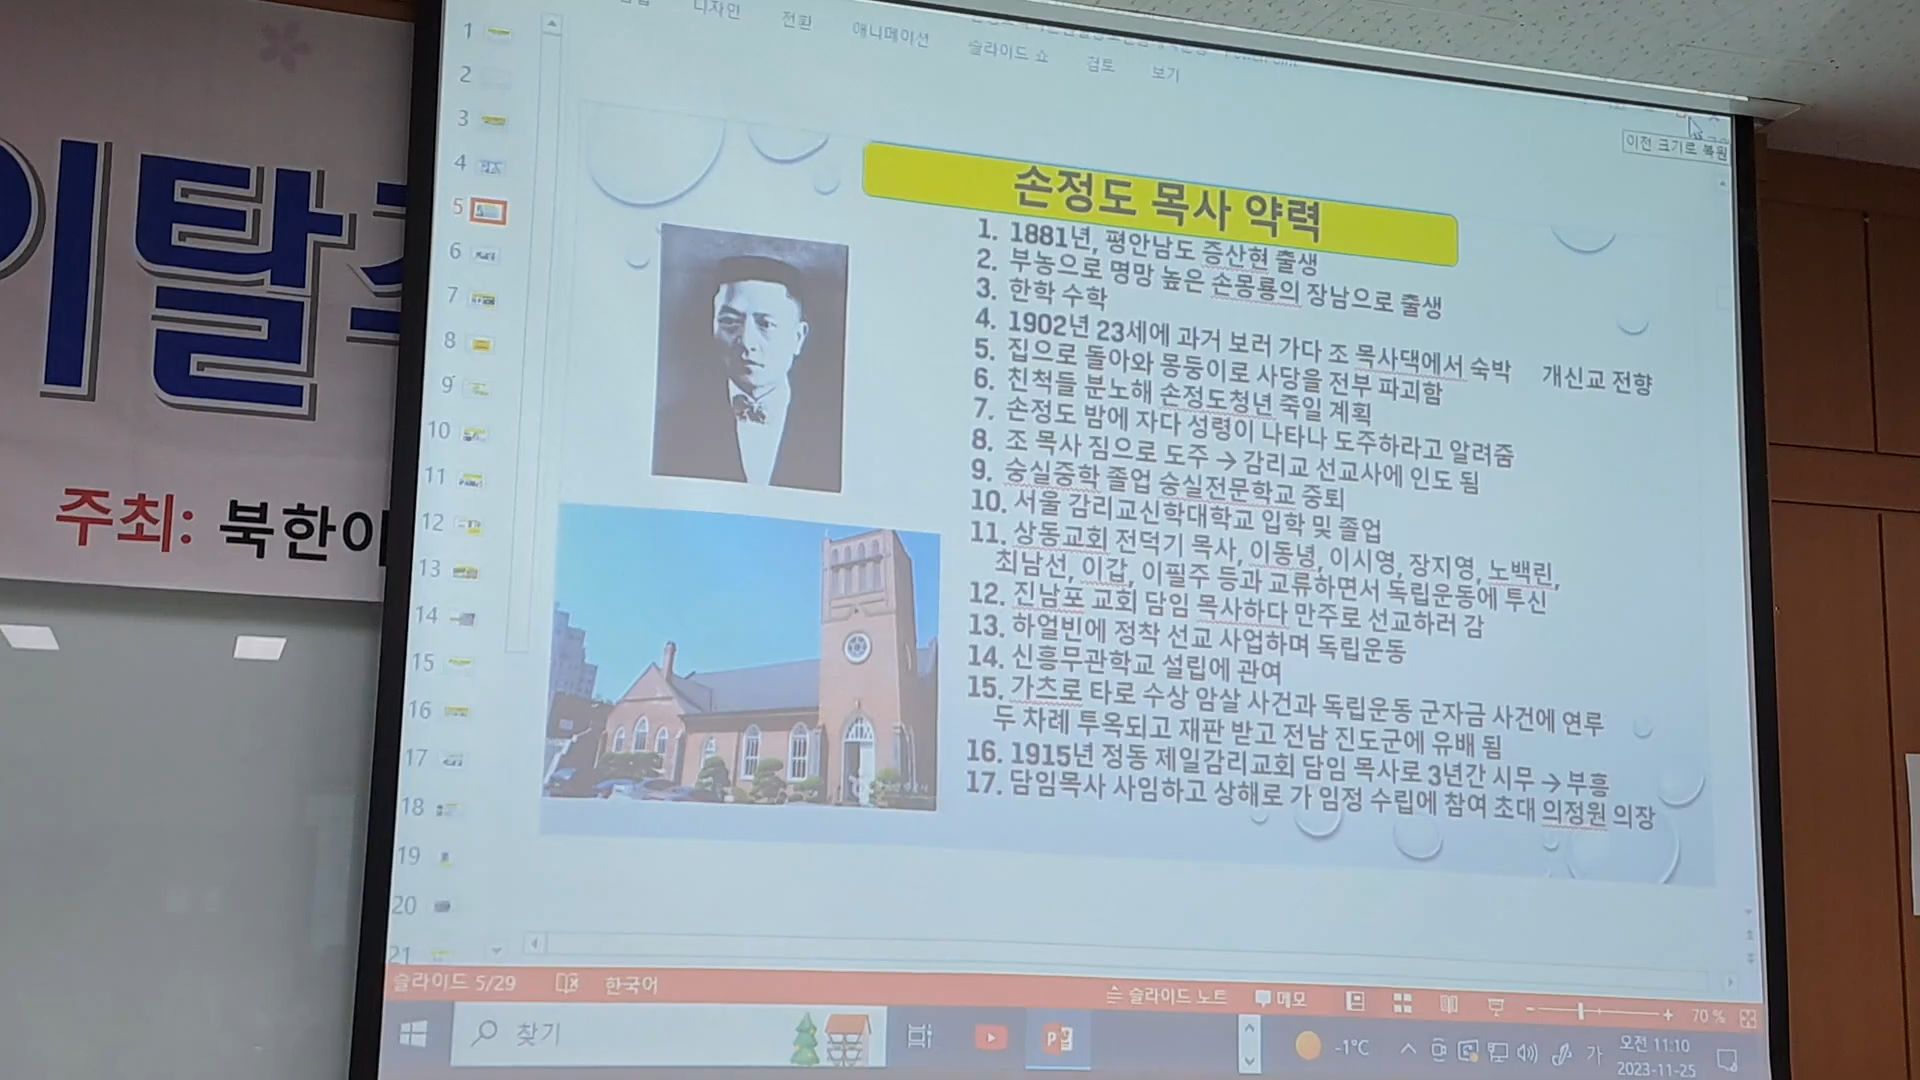 디자인
전환
애니메이션
슬라이드 쇼
검토
보기
이전 크기로 복원
1
2
3
4
5
6
7
8
9
10
11
12
13
14
15
16
17
18
19
20
21
이탈
주최: 북한이
손정도 목사 약력
1. 1881년, 평안남도 증산현 출생
2. 부농으로 명망 높은 손몽룡의 장남으로 출생
3. 한학 수학
4. 1902년 23세에 과거 보러 가다 조 목사댁에서 숙박 개신교 전향
5. 집으로 돌아와 몽둥이로 사당을 전부 파괴함
6. 친척들 분노해 손정도청년 죽일 계획
7. 손정도 밤에 자다 성령이 나타나 도주하라고 알려줌
8. 조 목사 짐으로 도주 → 감리교 선교사에 인도 됨
9. 숭실중학 졸업 숭실전문학교 중퇴
10. 서울 감리교신학대학교 입학 및 졸업
11. 상동교회 전덕기 목사, 이동녕, 이시영, 장지영, 노백린,
최남선, 이갑, 이필주 등과 교류하면서 독립운동에 투신
12. 진남포 교회 담임 목사하다 만주로 선교하러 감
13. 하얼빈에 정착 선교 사업하며 독립운동
14. 신흥무관학교 설립에 관여
15. 가츠로 타로 수상 암살 사건과 독립운동 군자금 사건에 연루
두 차례 투옥되고 재판 받고 전남 진도군에 유배 됨
16. 1915년 정동 제일감리교회 담임 목사로 3년간 시무 → 부흥
17. 담임목사 사임하고 상해로 가 임정 수립에 참여 초대 의정원 의장
슬라이드 5/29 한국어
슬라이드 노트 메모 70 %
찾기
-1°C 가 오전 11:10
2023-11-25